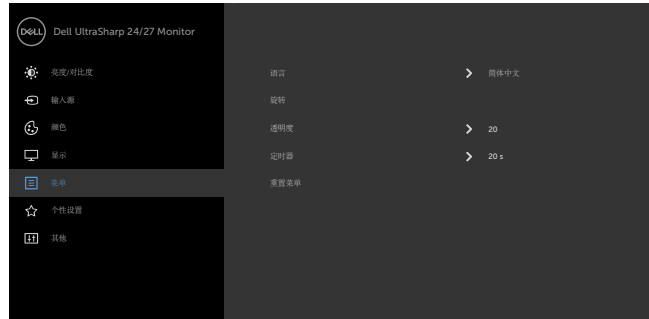 DELL Dell UltraSharp 24/27 Monitor
亮度/对比度
语言
简体中文
输入源
旋转
颜色
透明度
20
显示
定时器
20 s
菜单
重置菜单
个性设置
其他